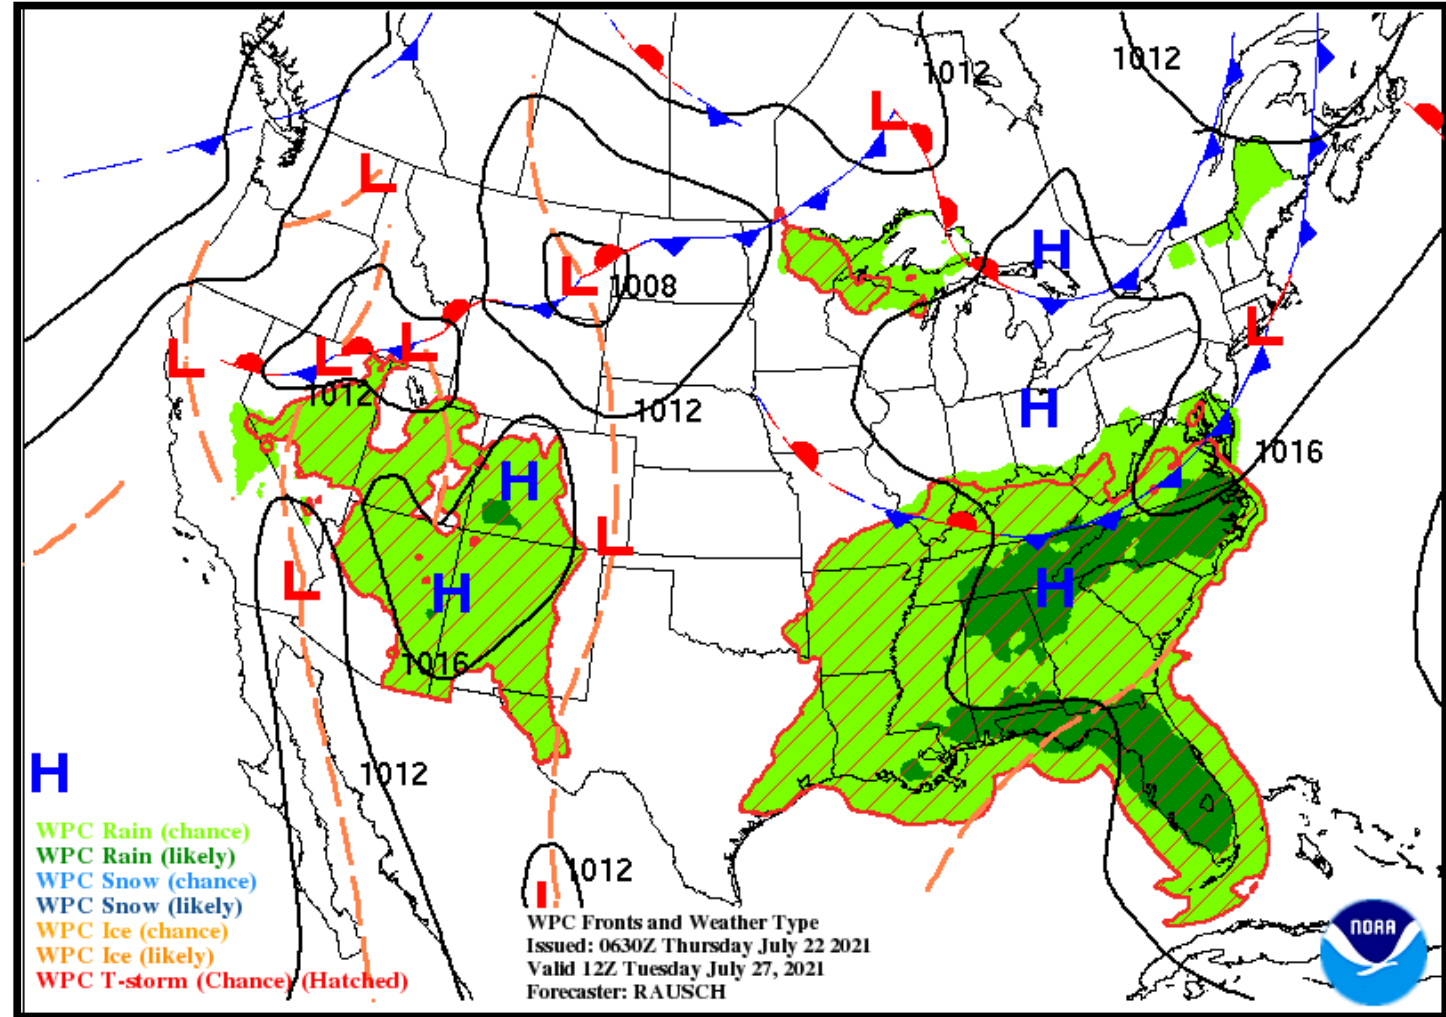 1012
1012
L
L
H
L
1008
L
L
L
L
1012
1012
H
1016
H
L
L
H
H
1016
H
1012
1012
L
WPC Rain (chance)
WPC Rain (likely)
WPC Snow (chance)
WPC Snow (likely)
WPC Ice (chance)
WPC Ice (likely)
WPC T-storm (Chance) (Hatched)
WPC Fronts and Weather Type
Issued: 0630Z Thursday July 22 2021
Valid 12Z Tuesday July 27, 2021
Forecaster: RAUSCH
NOAA